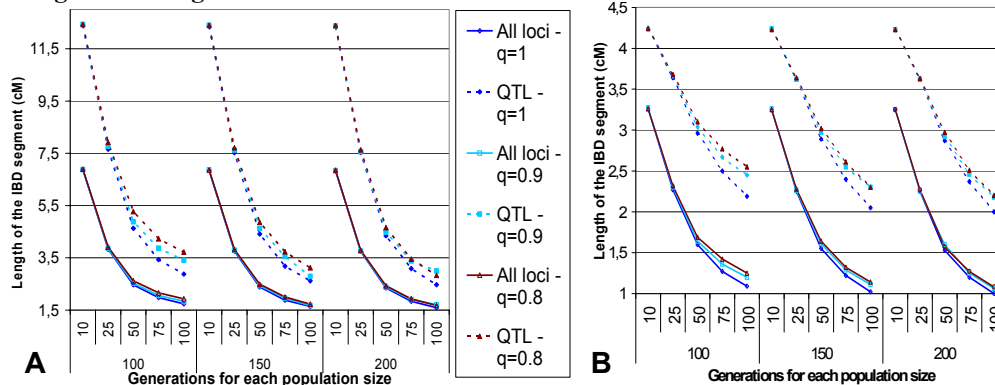 Length of the IBD segment (cM)
11,5
9,5
7,5
5,5
3,5
1,5
10 25 50 75 100 10 25 50 75 100 10 25 50 75 100
100 150 200
A
Generations for each population size
All loci -
q=1
QTL -
q=1
All loci -
q=0.9
QTL -
q=0.9
All loci -
q=0.8
QTL -
q=0.8
Length of the IBD segment (cM)
4,5
4
3,5
3
2,5
2
1,5
1
10 25 50 75 100 10 25 50 75 100 10 25 50 75 100
100 150 200
B
Generations for each population size